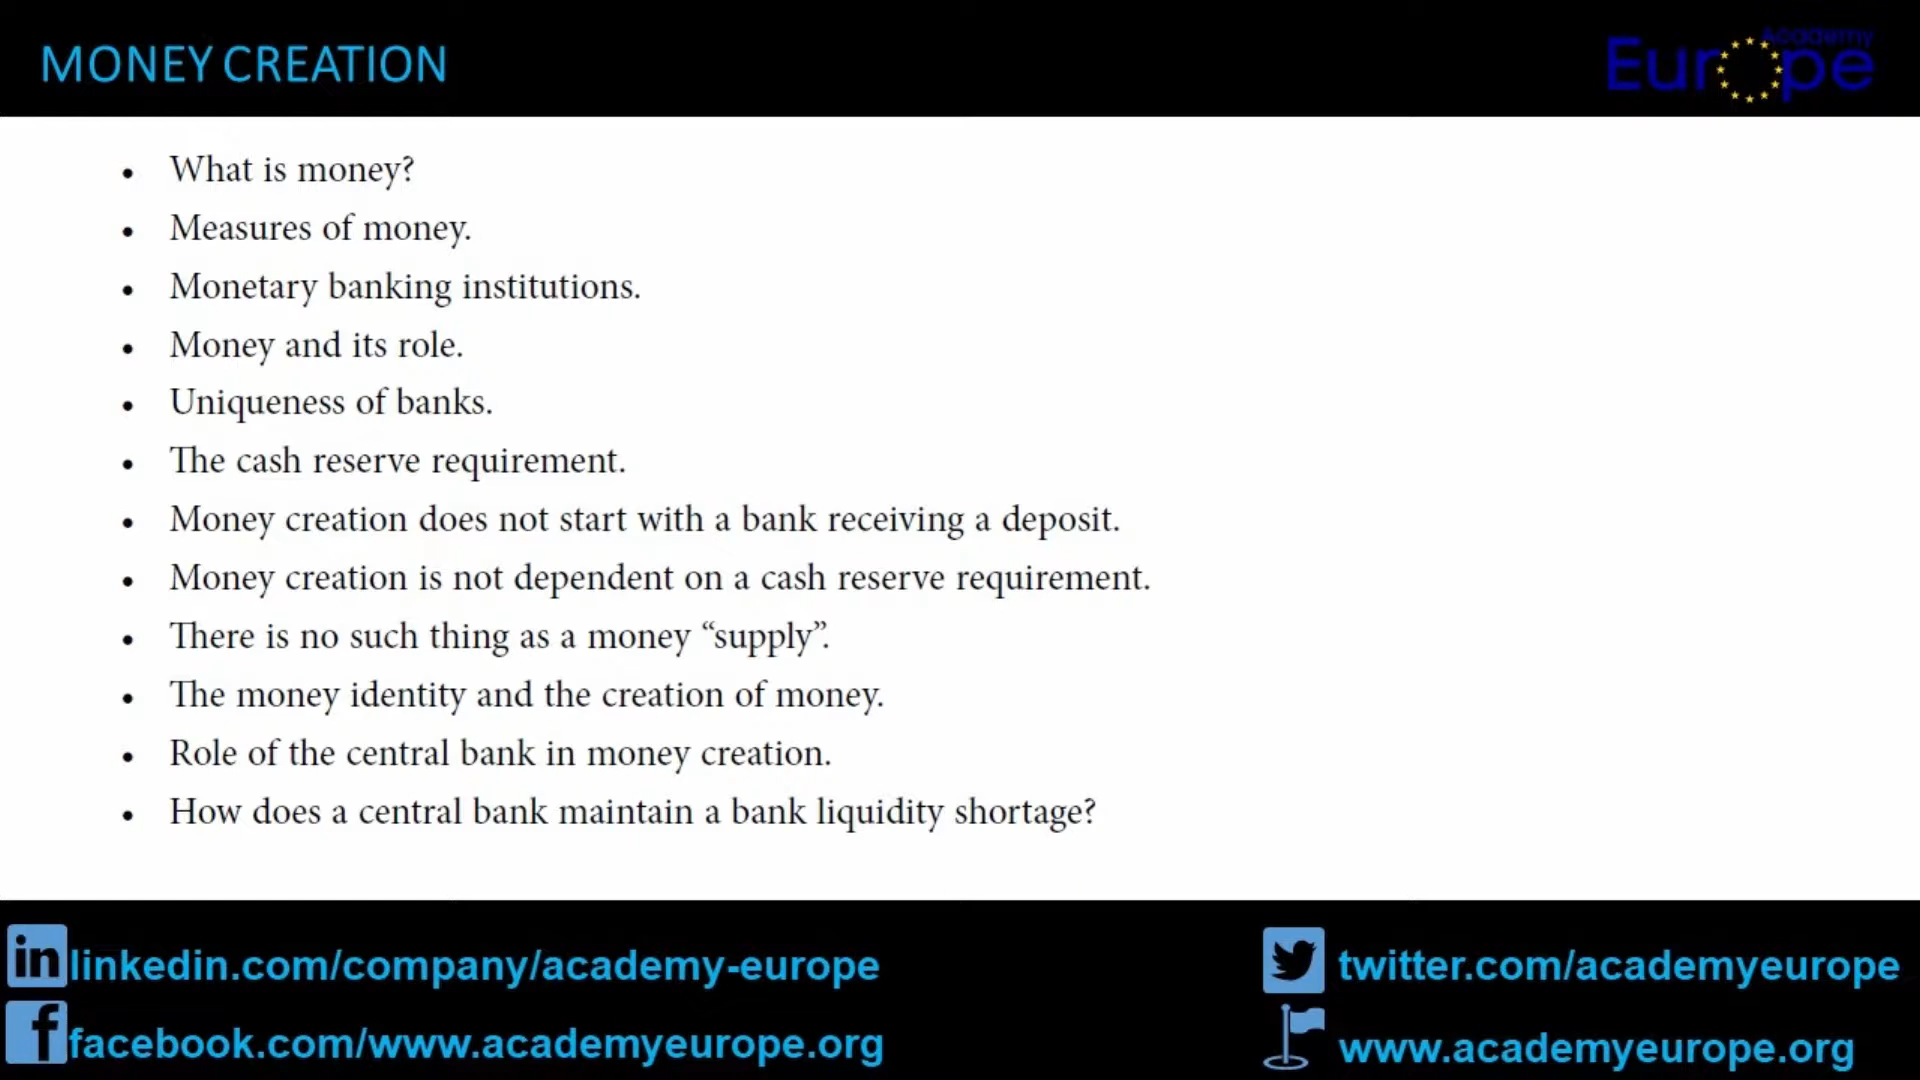 MONEY CREATION
Academy
Europe
• What is money?
• Measures of money.
• Monetary banking institutions.
• Money and its role.
• Uniqueness of banks.
• The cash reserve requirement.
• Money creation does not start with a bank receiving a deposit.
• Money creation is not dependent on a cash reserve requirement.
• There is no such thing as a money “supply”.
• The money identity and the creation of money.
• Role of the central bank in money creation.
• How does a central bank maintain a bank liquidity shortage?
in linkedin.com/company/academy-europe
twitter.com/academyeurope
f facebook.com/www.academyeurope.org
www.academyeurope.org